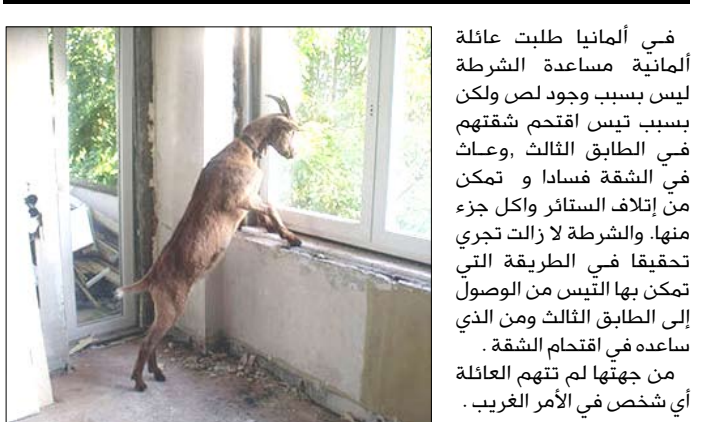 في ألمانيا طلبت عائلة
ألمانية مساعدة الشرطة
ليس بسبب وجود لص ولكن
بسبب تيس اقتحم شقتهم
في الطابق الثالث ,وعـاث
في الشقة فسادا و تمكن
من إتلاف الستائر واكل جزء
منها. والشرطة لا زالت تجري
تحقيقا في الطريقة التي
تمكن بها التيس من الوصول
إلى الطابق الثالث ومن الذي
ساعده في اقتحام الشقة .
من جهتها لم تتهم العائلة
أي شخص في الأمر الغريب .